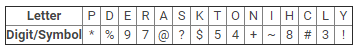 Letter P D E R A S K T O N I H C L Y
Digit/Symbol * % 9 7 @ ? $ 5 4 + ~ 8 # 3 !